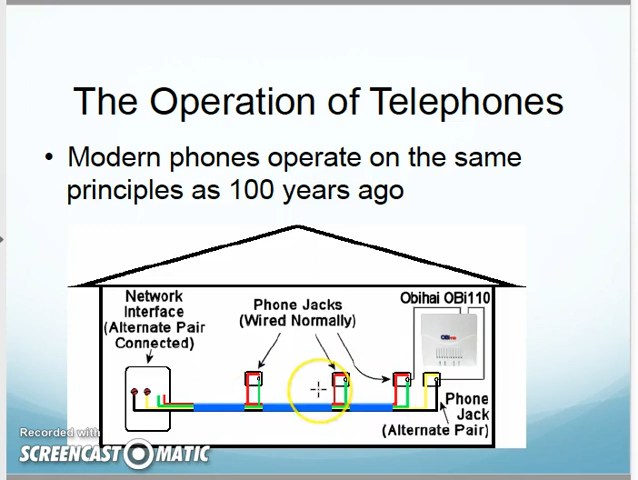 The Operation of Telephones
• Modern phones operate on the same
principles as 100 years ago
Network
Interface
(Alternate Pair
Connected)
Phone Jacks
(Wired Normally)
Obihai OBi110
Phone
Jack
(Alternate Pair)
Recorded with
SCREENCAST-O-MATIC